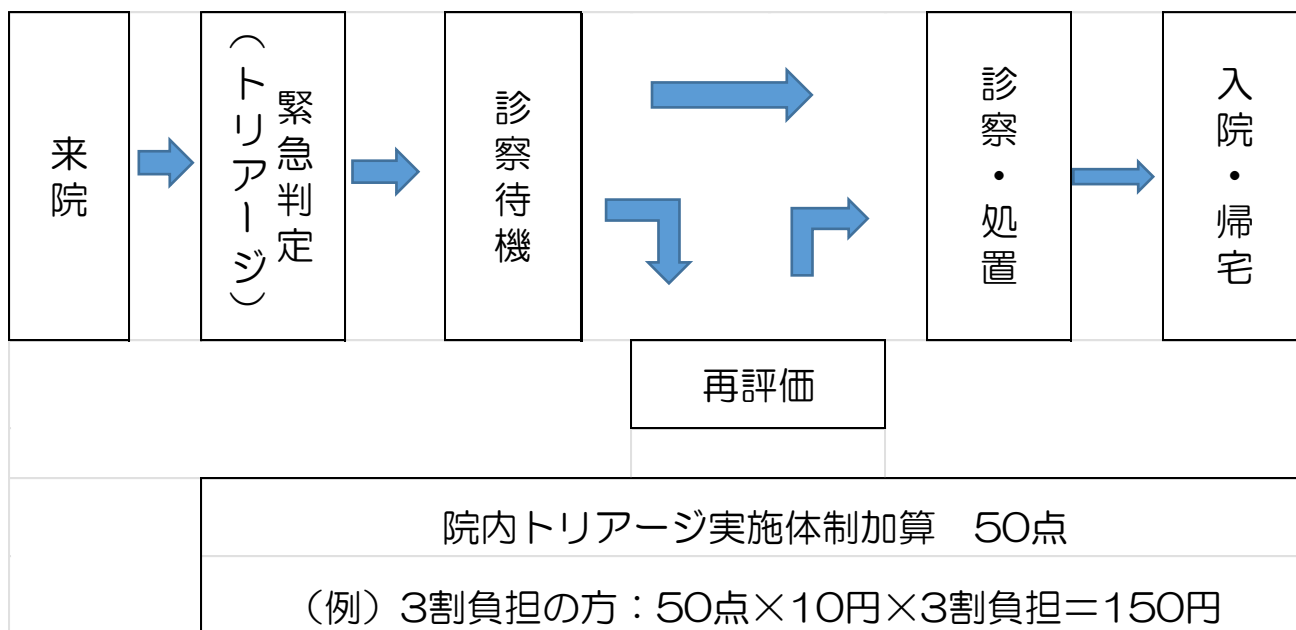 来院
緊急判定
（トリアージ）
診察待機
診察・処置
入院・帰宅
再評価
院内トリアージ実施体制加算　50点
（例）3割負担の方：50点×10円×3割負担＝150円